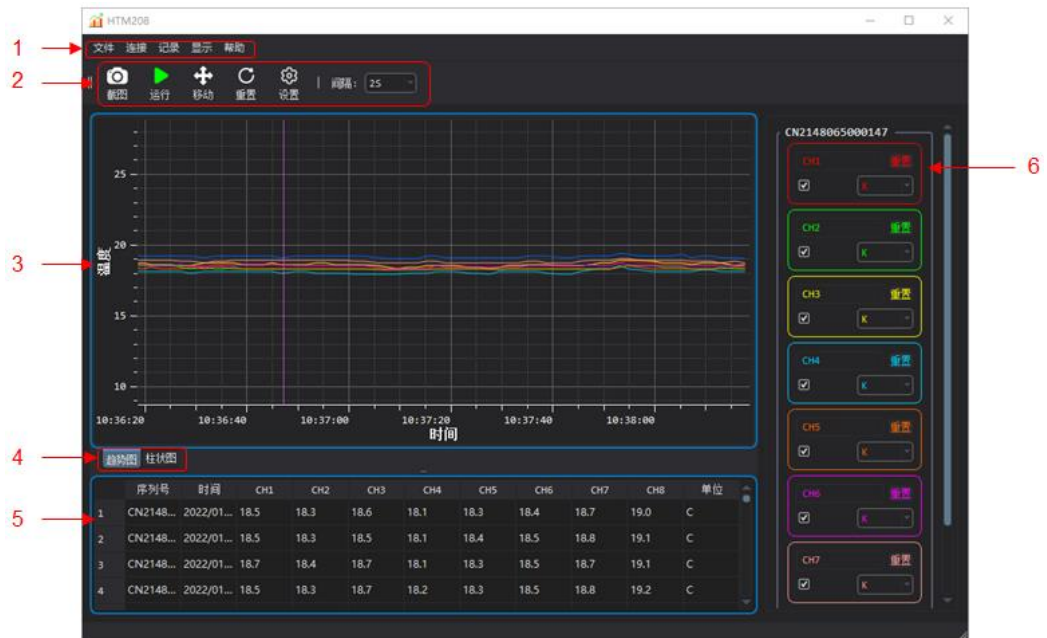 HTM208
1
文件 连接 记录 显示 帮助
2
截图 运行 移动 重置 设置 间隔: 2S
CN2148065000147
CH1 重置
K
6
CH2 重置
K
CH3 重置
K
CH4 重置
K
CH5 重置
K
CH6 重置
K
CH7 重置
K
3
温度
25
20
15
10
10:36:20 10:36:40 10:37:00 10:37:20 10:37:40 10:38:00
时间
4
趋势图 柱状图
5
序列号 时间 CH1 CH2 CH3 CH4 CH5 CH6 CH7 CH8 单位
1 CN2148... 2022/01... 18.5 18.3 18.6 18.1 18.3 18.4 18.7 19.0 C
2 CN2148... 2022/01... 18.5 18.3 18.5 18.1 18.4 18.5 18.8 19.1 C
3 CN2148... 2022/01... 18.7 18.4 18.7 18.1 18.3 18.5 18.7 19.1 C
4 CN2148... 2022/01... 18.5 18.3 18.7 18.2 18.3 18.5 18.8 19.2 C